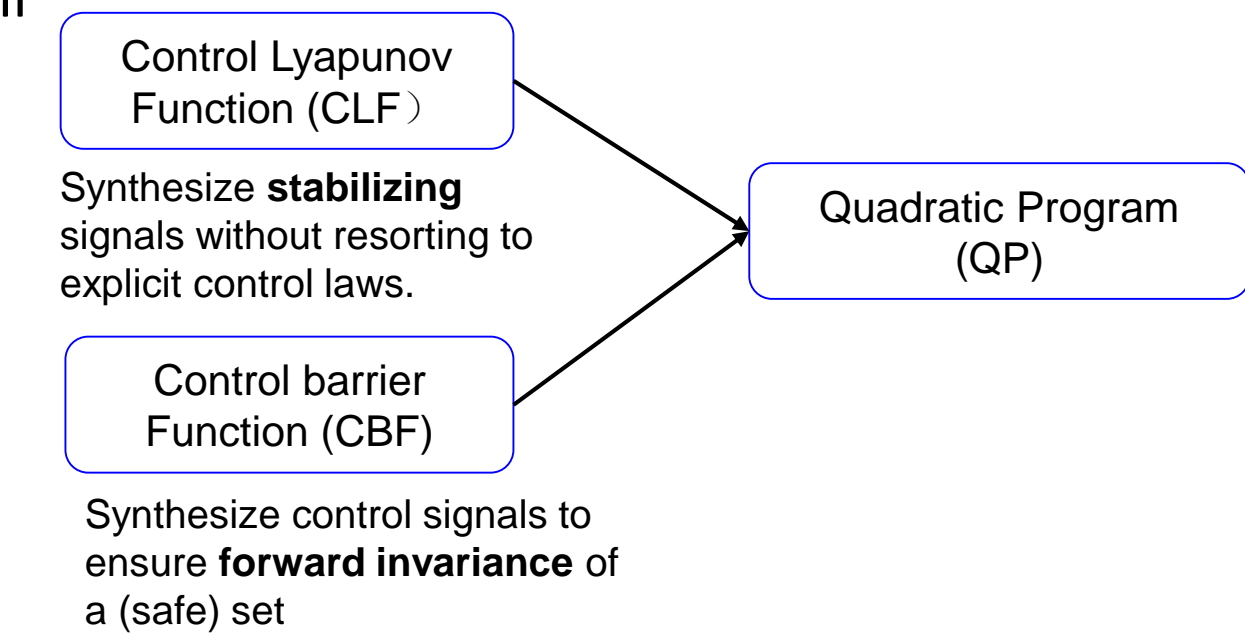 Control Lyapunov
Function (CLF）
Synthesize stabilizing
signals without resorting to
explicit control laws.
Quadratic Program
(QP)
Control barrier
Function (CBF)
Synthesize control signals to
ensure forward invariance of
a (safe) set